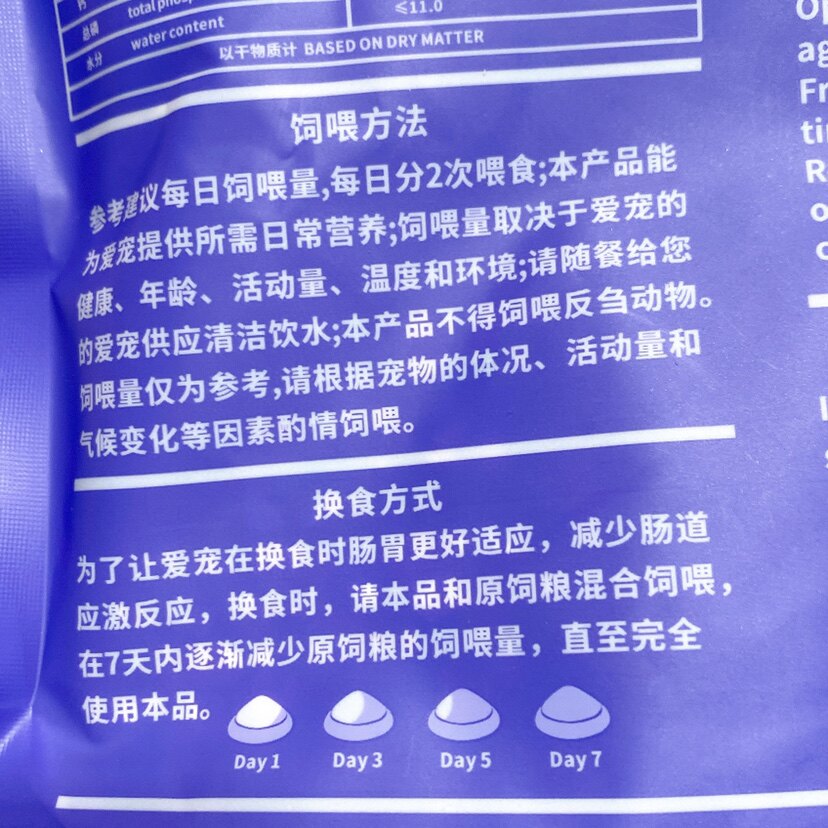 钙
总磷 total phosp
≤11.0
水分 water content
以干物质计 BASED ON DRY MATTER
饲喂方法
参考建议每日饲喂量,每日分2次喂食;本产品能
为爱宠提供所需日常营养;饲喂量取决于爱宠的
健康、年龄、活动量、温度和环境;请随餐给您
的爱宠供应清洁饮水;本产品不得饲喂反刍动物。
饲喂量仅为参考,请根据宠物的体况、活动量和
气候变化等因素酌情饲喂。
换食方式
为了让爱宠在换食时肠胃更好适应，减少肠道
应激反应，换食时，请本品和原饲粮混合饲喂，
在7天内逐渐减少原饲粮的饲喂量，直至完全
使用本品。
Day 1 Day 3 Day 5 Day 7
Op
ag
Fr
ti
R
o